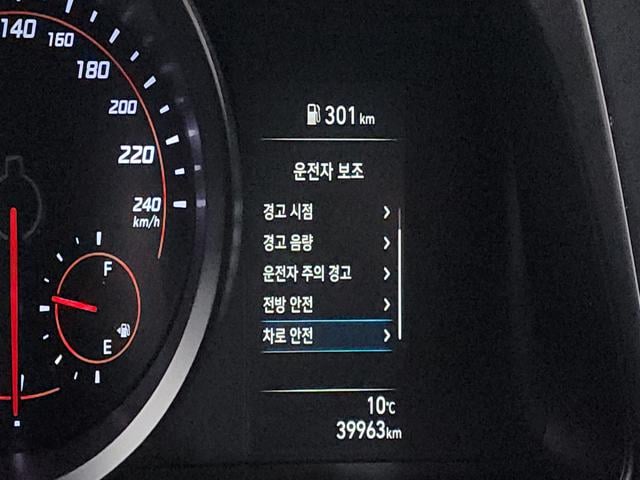 140
160
180
200
220
240
km/h
F
E
301 km
운전자 보조
경고 시점
경고 음량
운전자 주의 경고
전방 안전
차로 안전
10℃
39963 km